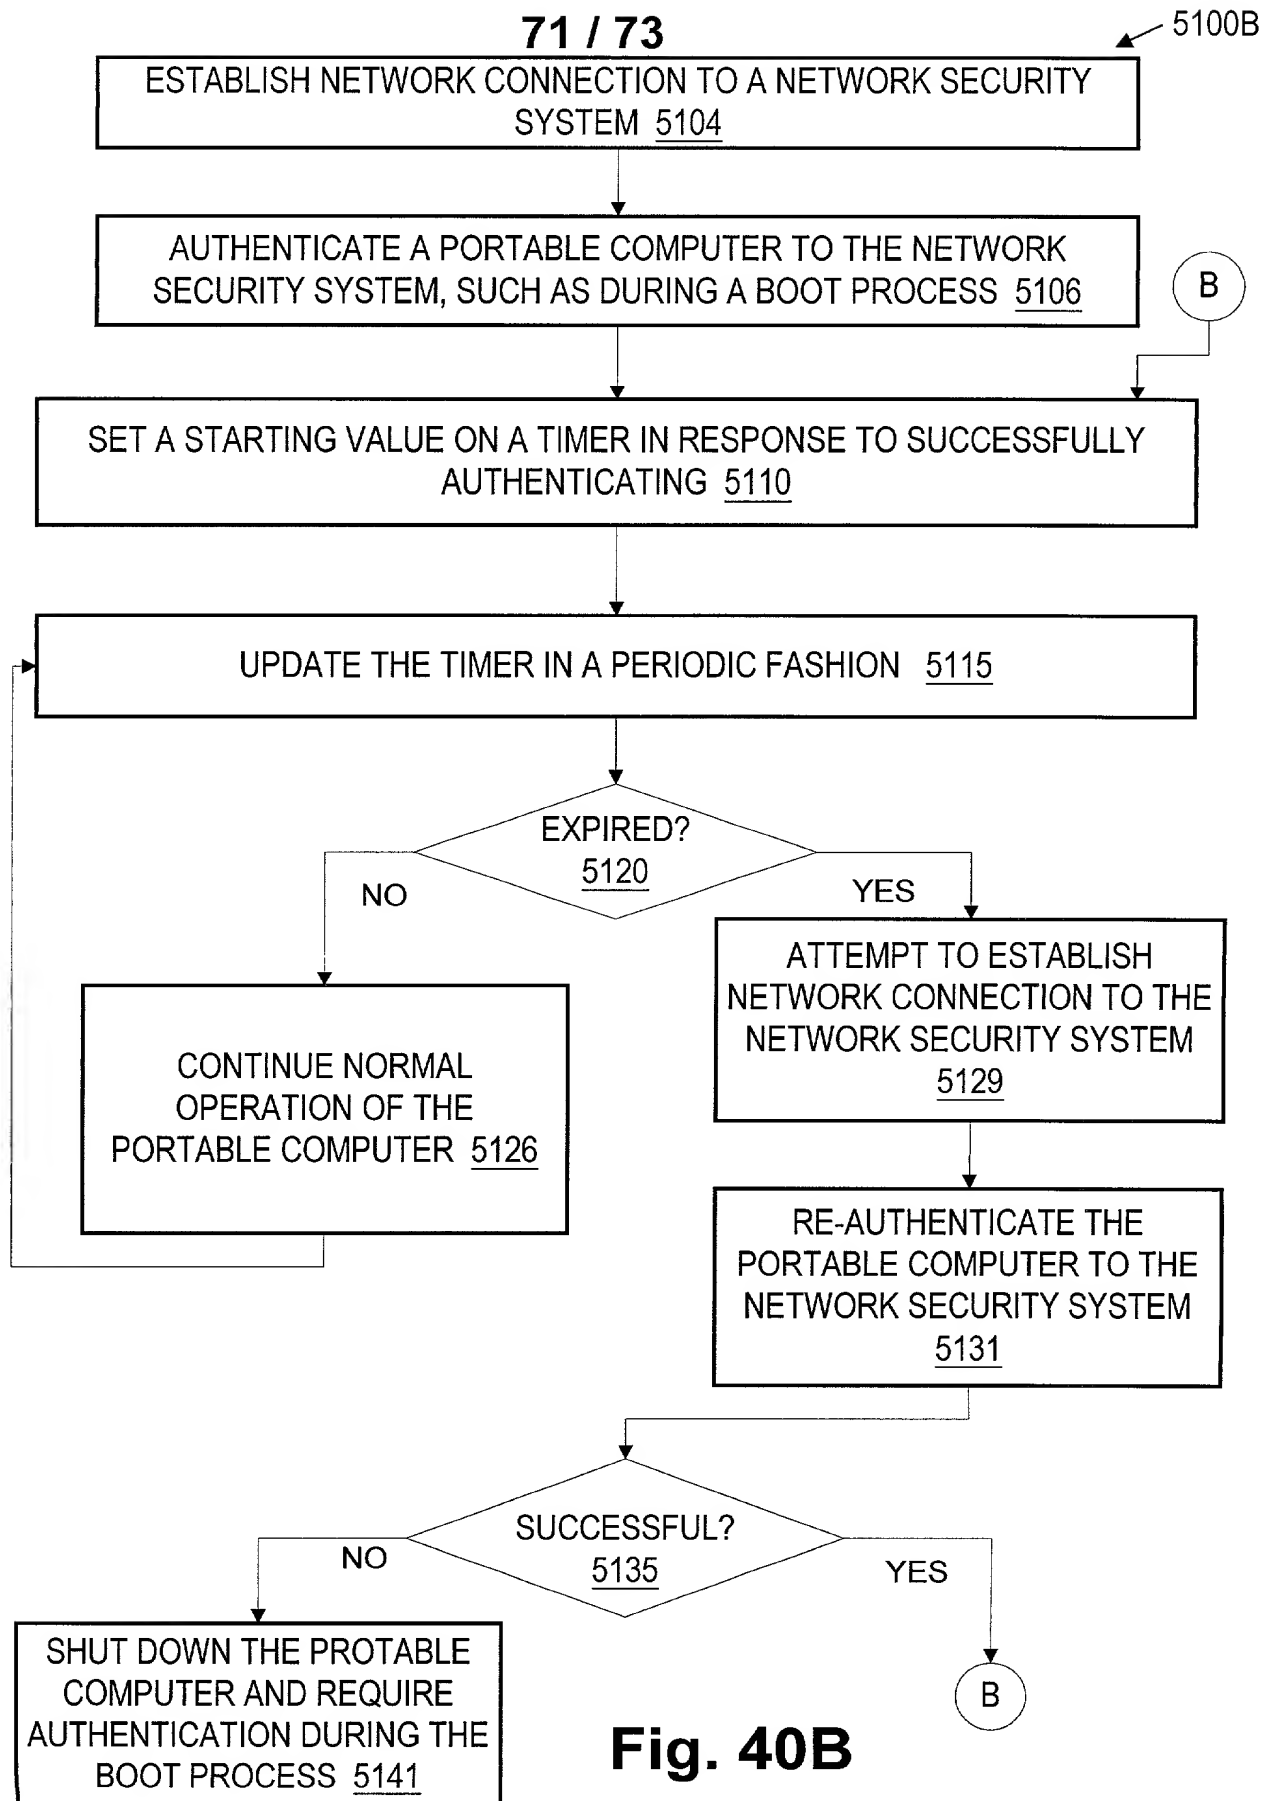 71 / 73
5100B
ESTABLISH NETWORK CONNECTION TO A NETWORK SECURITY
SYSTEM 5104
AUTHENTICATE A PORTABLE COMPUTER TO THE NETWORK
SECURITY SYSTEM, SUCH AS DURING A BOOT PROCESS 5106
B
SET A STARTING VALUE ON A TIMER IN RESPONSE TO SUCCESSFULLY
AUTHENTICATING 5110
UPDATE THE TIMER IN A PERIODIC FASHION 5115
EXPIRED?
5120
NO
YES
CONTINUE NORMAL
OPERATION OF THE
PORTABLE COMPUTER 5126
ATTEMPT TO ESTABLISH
NETWORK CONNECTION TO THE
NETWORK SECURITY SYSTEM
5129
RE-AUTHENTICATE THE
PORTABLE COMPUTER TO THE
NETWORK SECURITY SYSTEM
5131
SUCCESSFUL?
5135
NO
YES
SHUT DOWN THE PROTABLE
COMPUTER AND REQUIRE
AUTHENTICATION DURING THE
BOOT PROCESS 5141
B
Fig. 40B